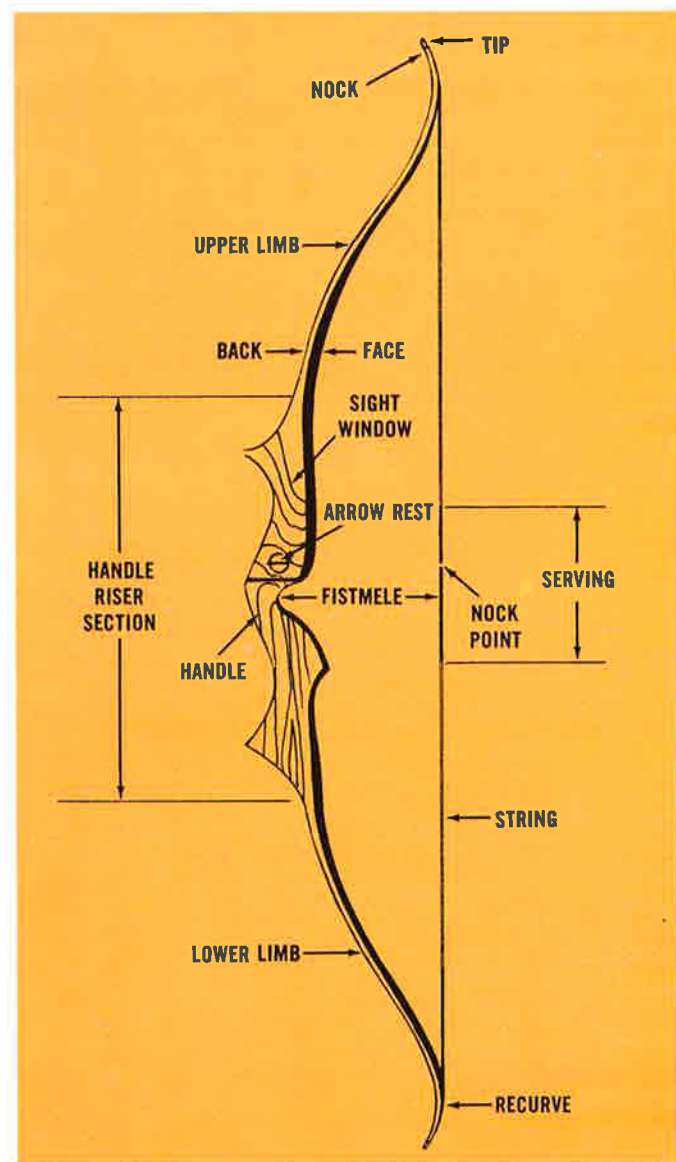 TIP
NOCK
UPPER LIMB
BACK
FACE
SIGHT
WINDOW
ARROW REST
HANDLE
RISER
SECTION
FISTMELE
SERVING
NOCK
POINT
HANDLE
STRING
LOWER LIMB
RECURVE